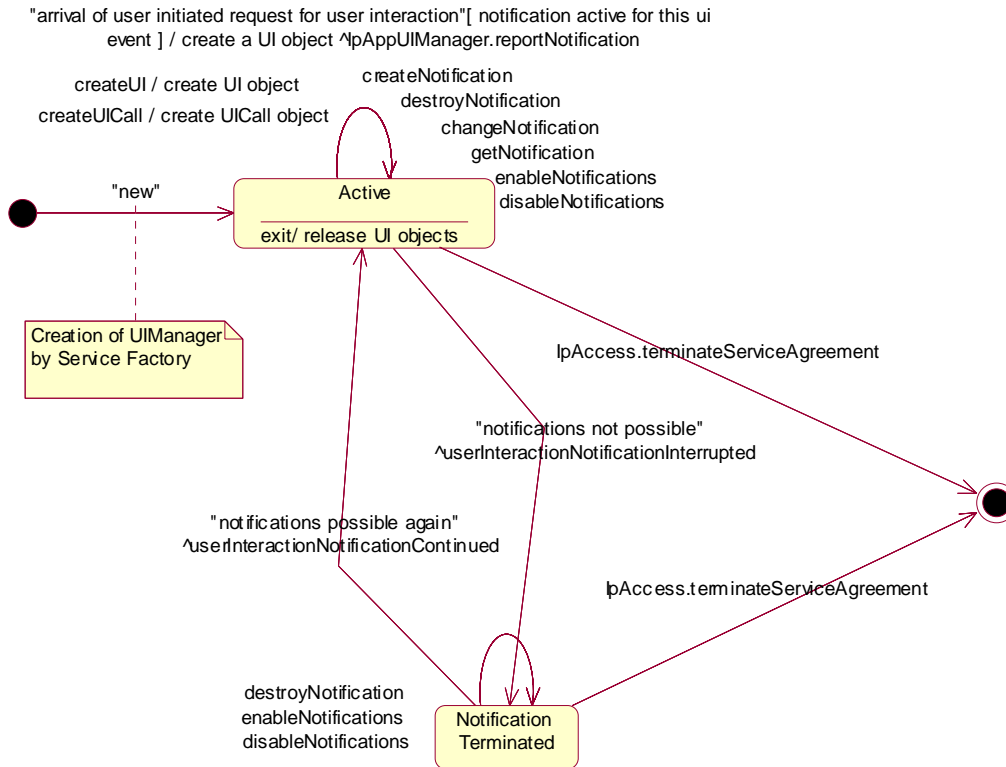 "arrival of user initiated request for user interaction"[ notification active for this ui
event ] / create a UI object ^IpAppUIManager.reportNotification
createUI / create UI object
createUICall / create UICall object
createNotification
destroyNotification
changeNotification
getNotification
enableNotifications
disableNotifications
"new"
Active
exit/ release UI objects
Creation of UIManager
by Service Factory
IpAccess.terminateServiceAgreement
"notifications not possible"
^userInteractionNotificationInterrupted
"notifications possible again"
^userInteractionNotificationContinued
IpAccess.terminateServiceAgreement
destroyNotification
enableNotifications
disableNotifications
Notification
Terminated